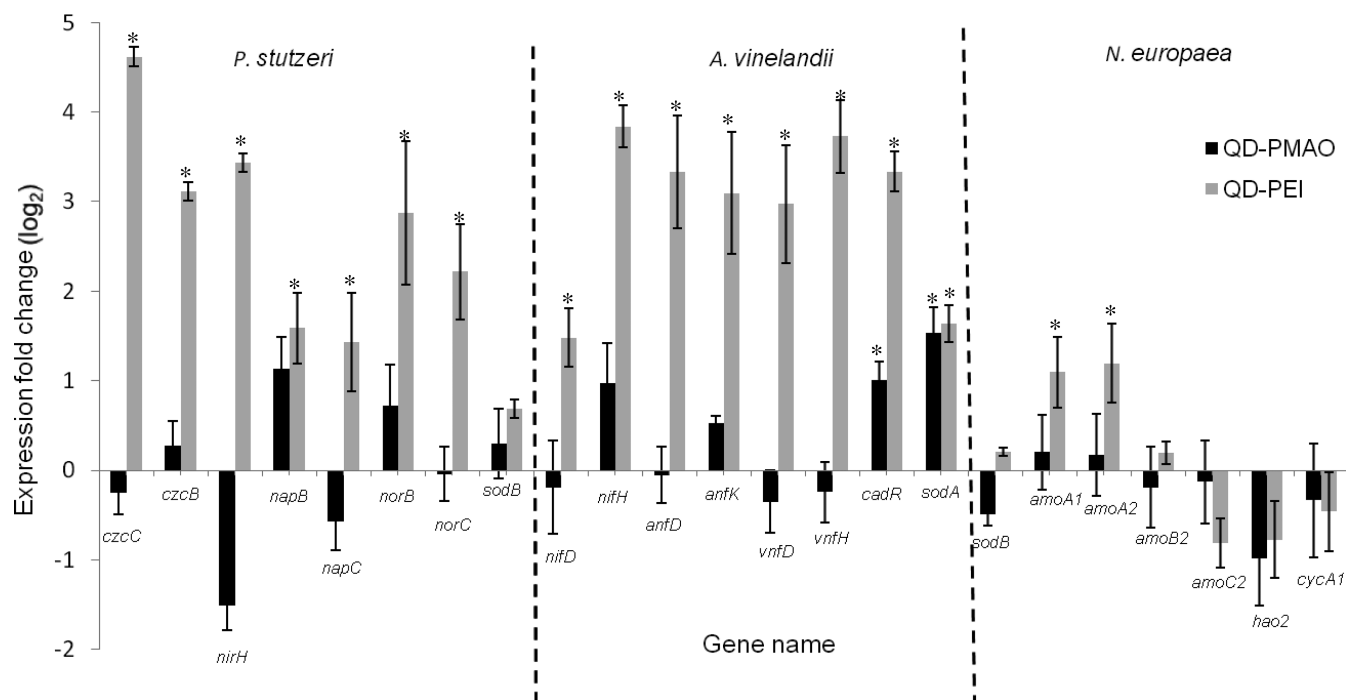 5
4
3
2
1
0
-1
-2
Expression fold change (log2)
P. stutzeri
A. vinelandii
N. europaea
QD-PMAO
QD-PEI
* * * * * * *
* * * * * * * * *
* *
czcC
czcB
nirH
napB
napC
norB
norC
sodB
nifD
nifH
anfD
anfK
vnfD
vnfH
cadR
sodA
sodB
amoA1
amoA2
amoB2
amoC2
hao2
cycA1
Gene name